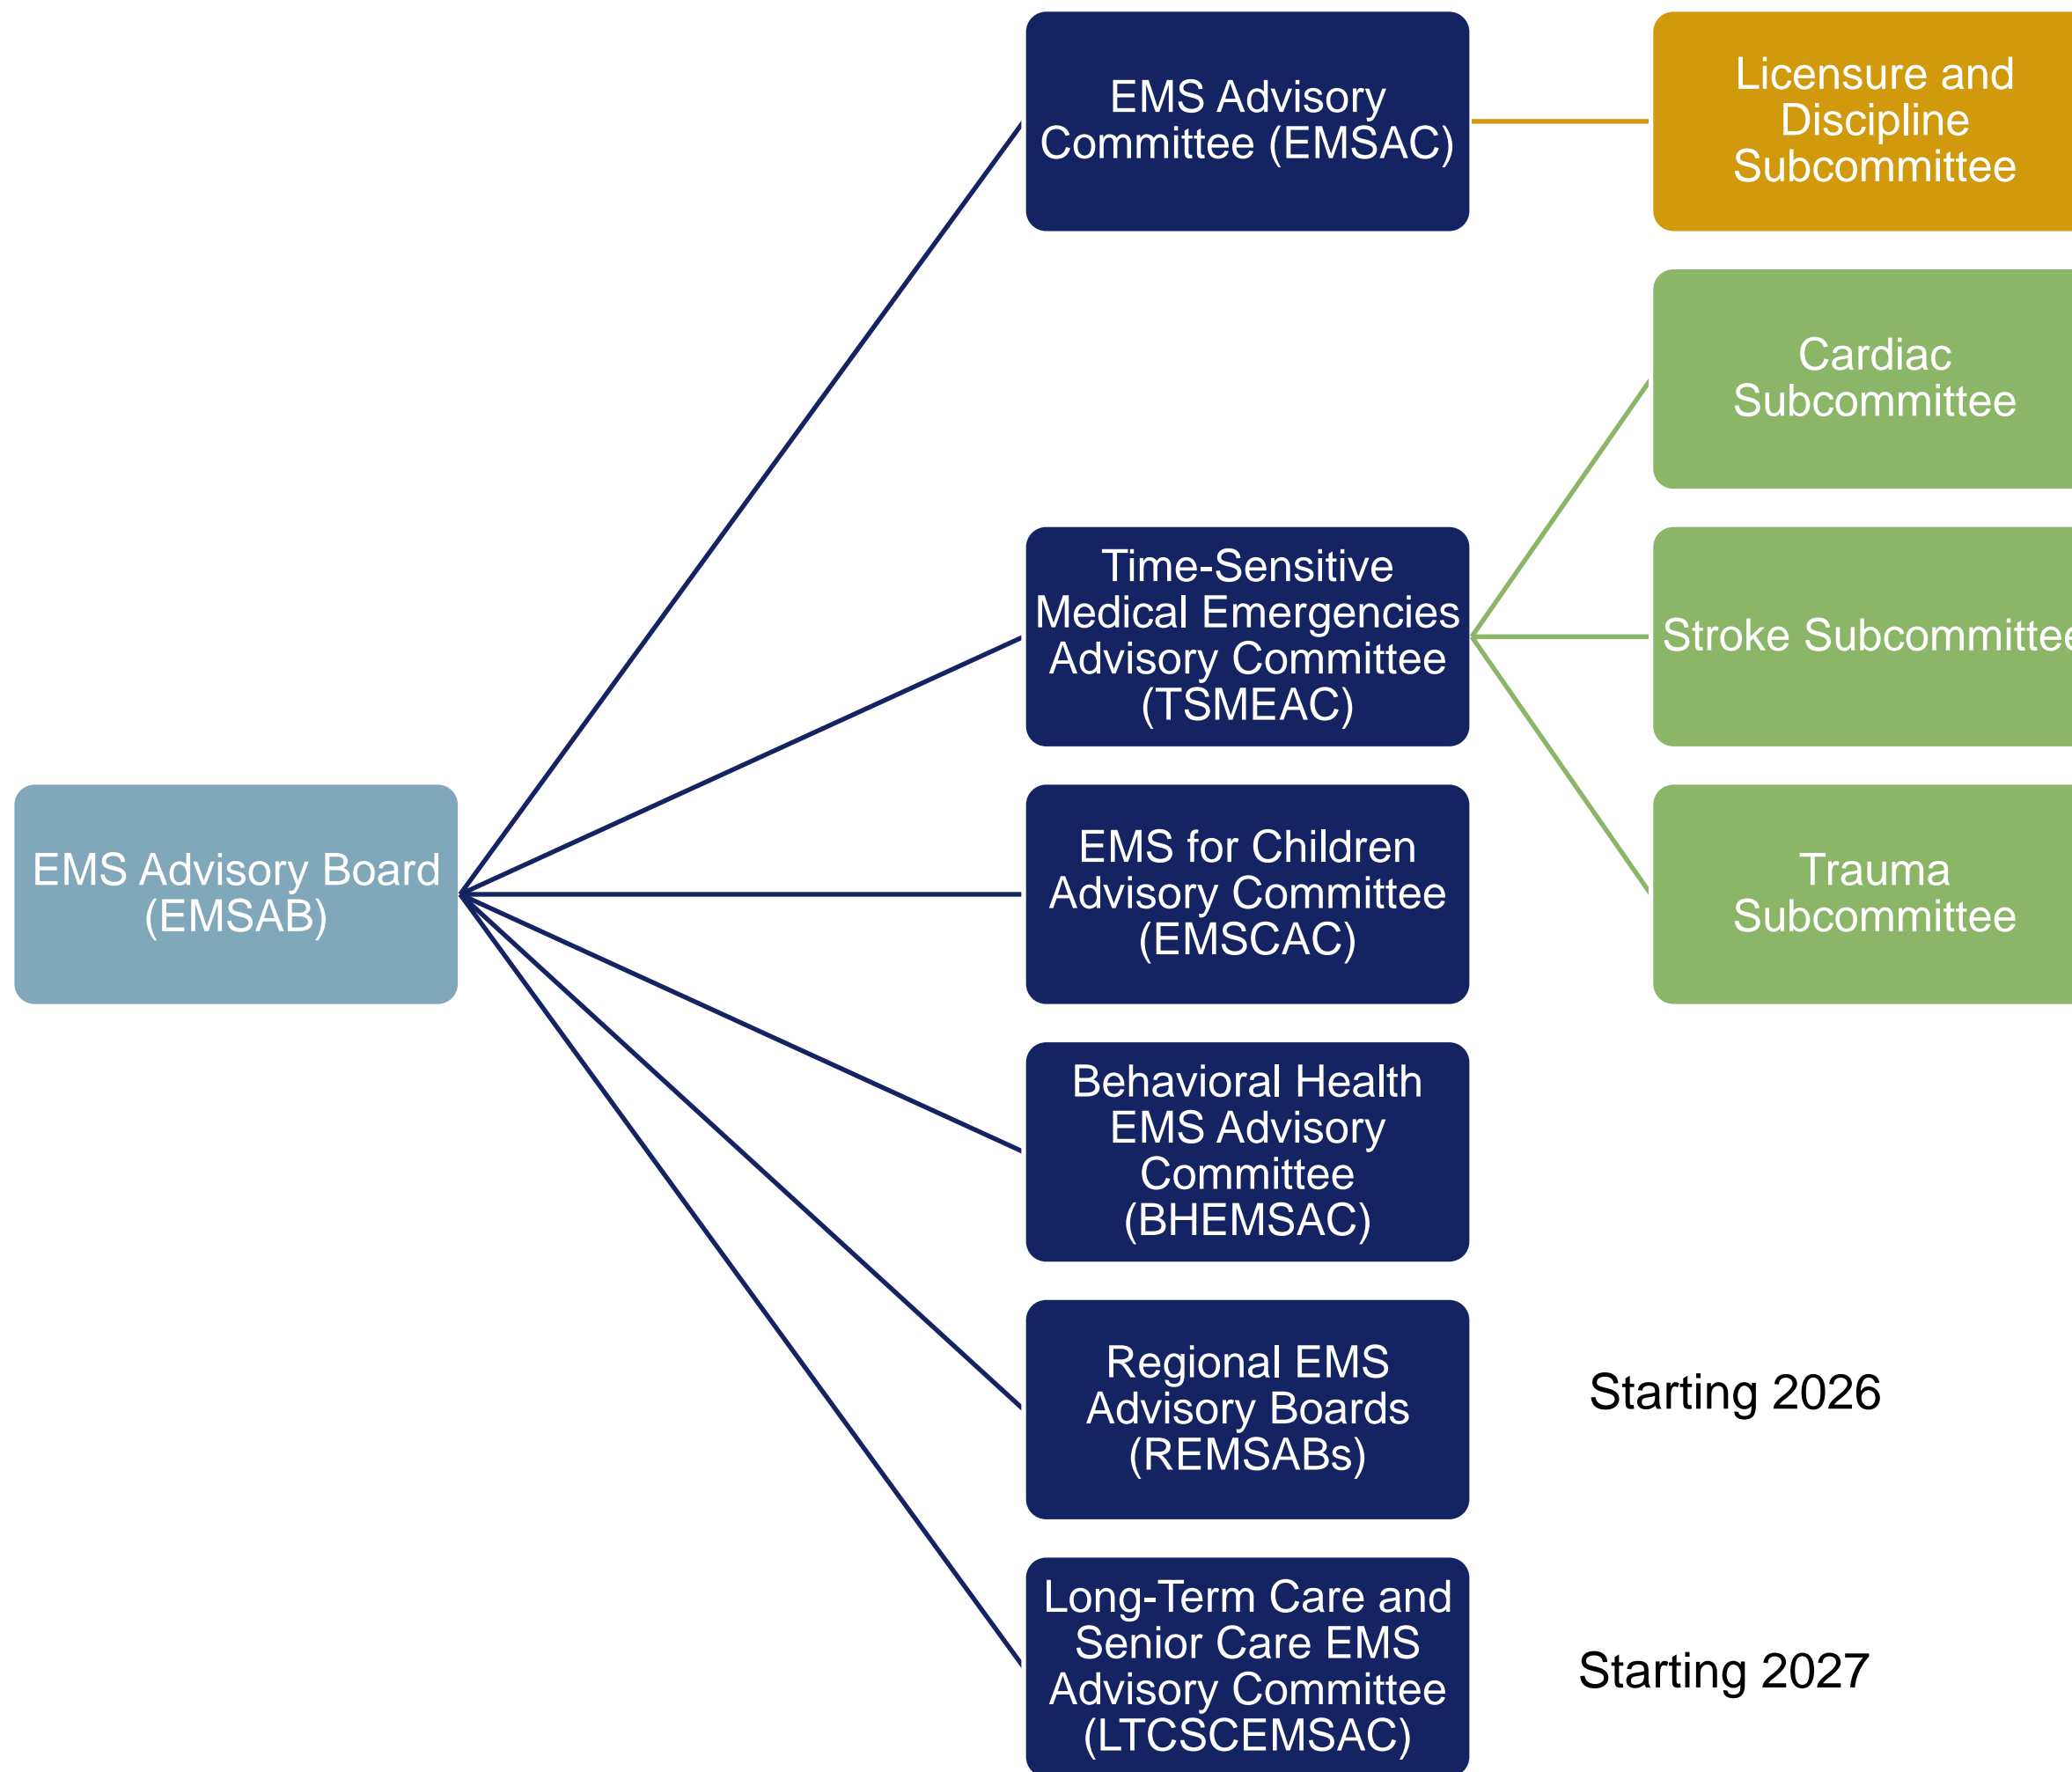 EMS Advisory Board
(EMSAB)
EMS Advisory
Committee (EMSAC)
Licensure and
Discipline
Subcommittee
Cardiac
Subcommittee
Time-Sensitive
Medical Emergencies
Advisory Committee
(TSMEAC)
Stroke Subcommittee
EMS for Children
Advisory Committee
(EMSCAC)
Trauma
Subcommittee
Behavioral Health
EMS Advisory
Committee
(BHEMSAC)
Regional EMS
Advisory Boards
(REMSABs)
Starting 2026
Long-Term Care and
Senior Care EMS
Advisory Committee
(LTCSCEMSAC)
Starting 2027